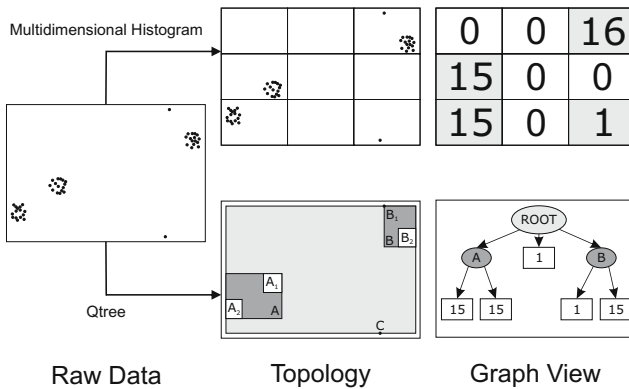 Multidimensional Histogram
0 0 16
15 0 0
15 0 1
B1
B B2
A1
A2 A
C
ROOT
A 1 B
15 15 1 15
Qtree
Raw Data Topology Graph View